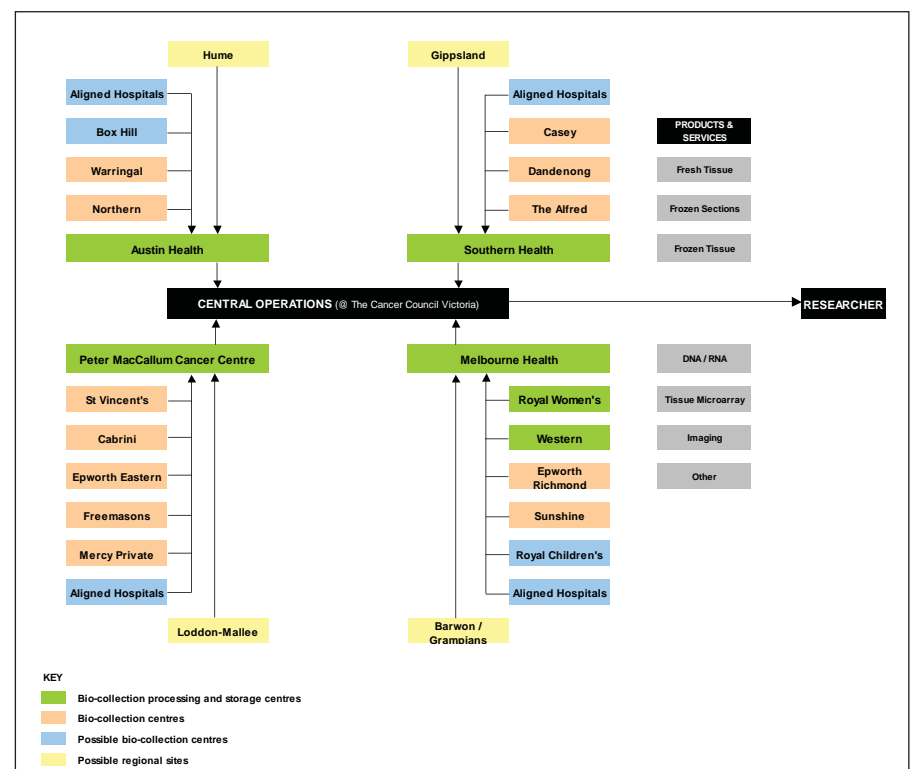 Hume
Gippsland
Aligned Hospitals
Aligned Hospitals
Box Hill
Casey
PRODUCTS &
SERVICES
Warringal
Dandenong
Fresh Tissue
Northern
The Alfred
Frozen Sections
Austin Health
Southern Health
Frozen Tissue
CENTRAL OPERATIONS (@ The Cancer Council Victoria)
RESEARCHER
Peter MacCallum Cancer Centre
Melbourne Health
DNA / RNA
St Vincent's
Royal Women's
Tissue Microarray
Cabrini
Western
Imaging
Epworth Eastern
Epworth
Richmond
Other
Freemasons
Sunshine
Mercy Private
Royal Children's
Aligned Hospitals
Aligned Hospitals
Loddon-Mallee
Barwon /
Grampians
KEY
Bio-collection processing and storage centres
Bio-collection centres
Possible bio-collection centres
Possible regional sites